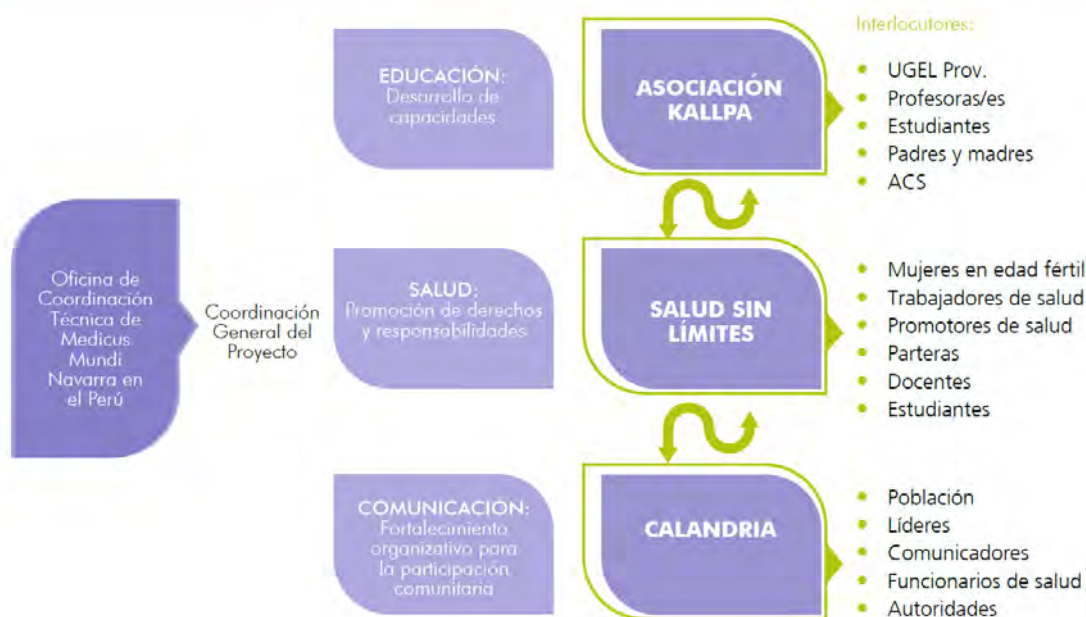 Oficina de
Coordinación
Técnica de
Medicus
Mundi
Navarra en
el Perú
Coordinación
General del
Proyecto
EDUCACIÓN:
Desarrollo de
capacidades
ASOCIACIÓN
KALLPA
Interlocutores:
UGEL Prov.
Profesoras/es
Estudiantes
Padres y madres
ACS
SALUD:
Promoción de derechos
y responsabilidades
SALUD SIN
LÍMITES
Mujeres en edad fértil
Trabajadores de salud
Promotores de salud
Parteras
Docentes
Estudiantes
COMUNICACIÓN:
Fortalecimiento
organizativo para
la participación
comunitaria
CALANDRIA
Población
Líderes
Comunicadores
Funcionarios de salud
Autoridades